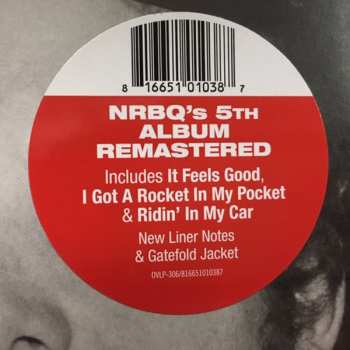 8 16651 01038 7
NRBQ's 5TH
ALBUM
REMASTERED
Includes It Feels Good,
I Got A Rocket In My Pocket
& Ridin' In My Car
New Liner Notes
& Gatefold Jacket
OVLP-306/816651010387